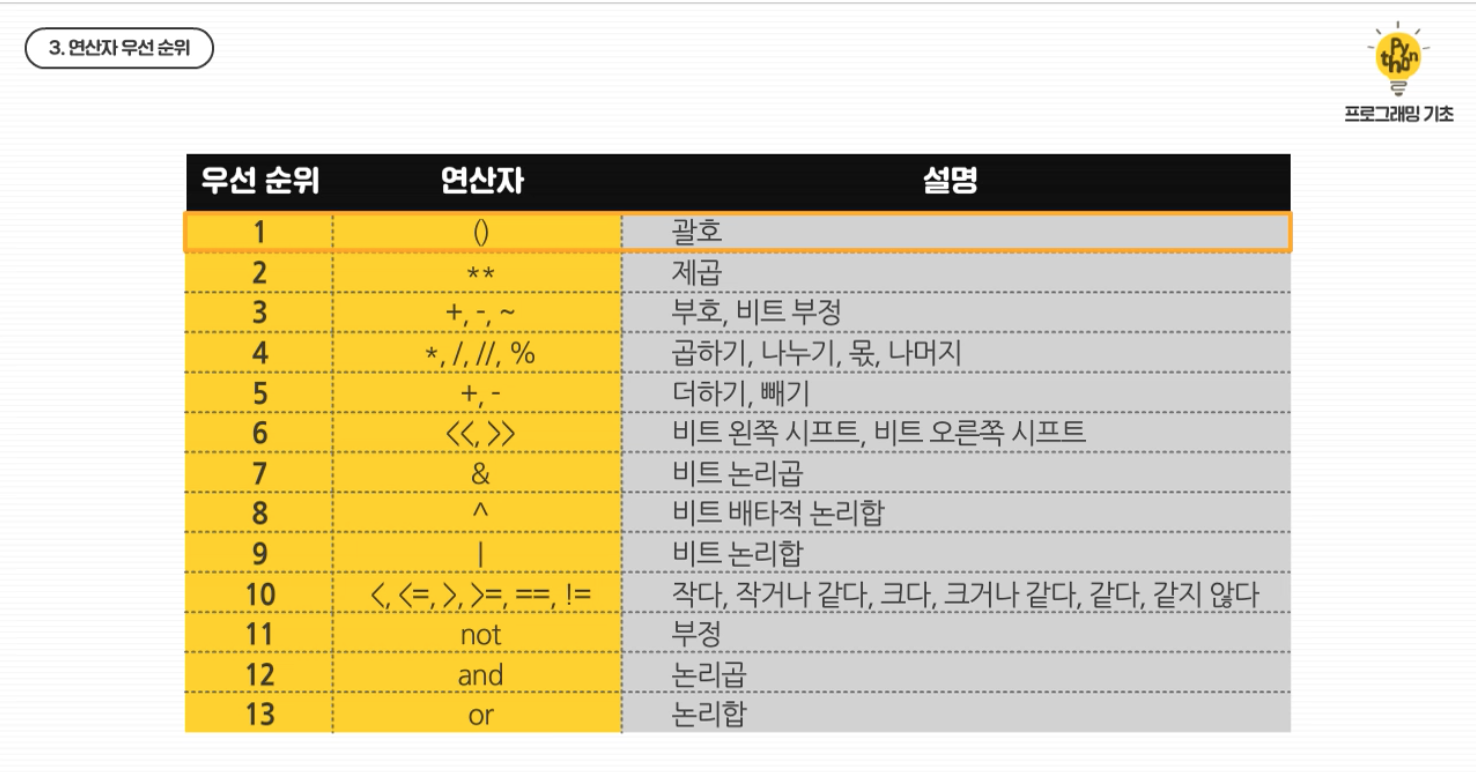 3. 연산자 우선 순위
Python
프로그래밍 기초
우선 순위 연산자 설명
1 () 괄호
2 ** 제곱
3 +, -, ~ 부호, 비트 부정
4 *, /, //, % 곱하기, 나누기, 몫, 나머지
5 +, - 더하기, 빼기
6 <<, >> 비트 왼쪽 시프트, 비트 오른쪽 시프트
7 & 비트 논리곱
8 ^ 비트 배타적 논리합
9 | 비트 논리합
10 <, <=, >, >=, ==, != 작다, 작거나 같다, 크다, 크거나 같다, 같다, 같지 않다
11 not 부정
12 and 논리곱
13 or 논리합